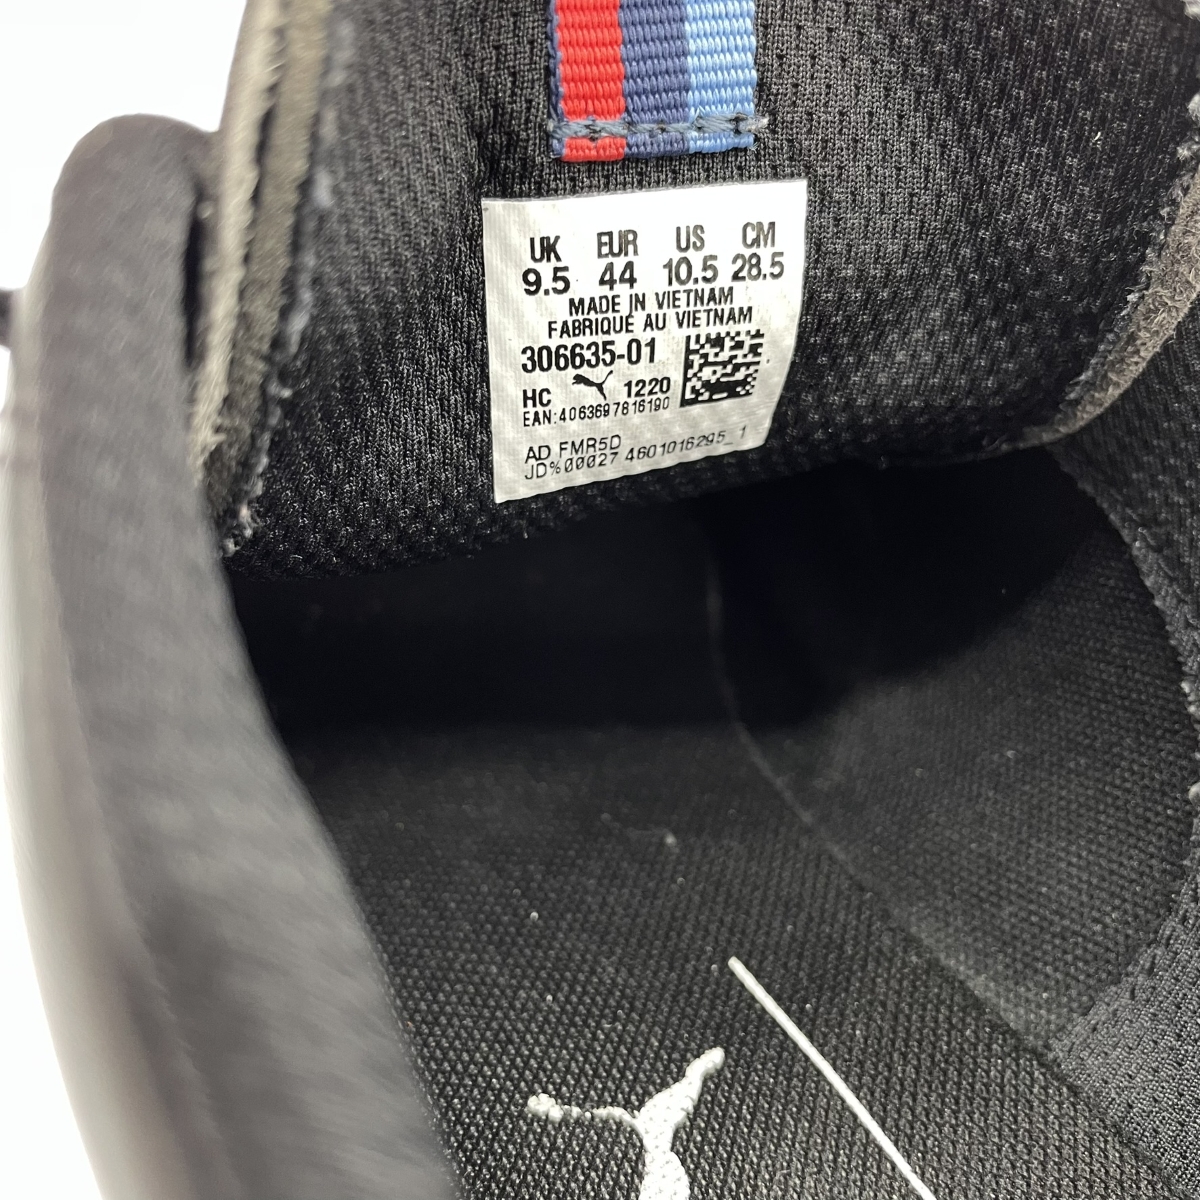 UK EUR US CM
9.5 44 10.5 28.5
MADE IN VIETNAM
FABRIQUE AU VIETNAM
306635-01
HC 1220
EAN:4063697816190
AD FMR5D
JD%00027 4601016295_1